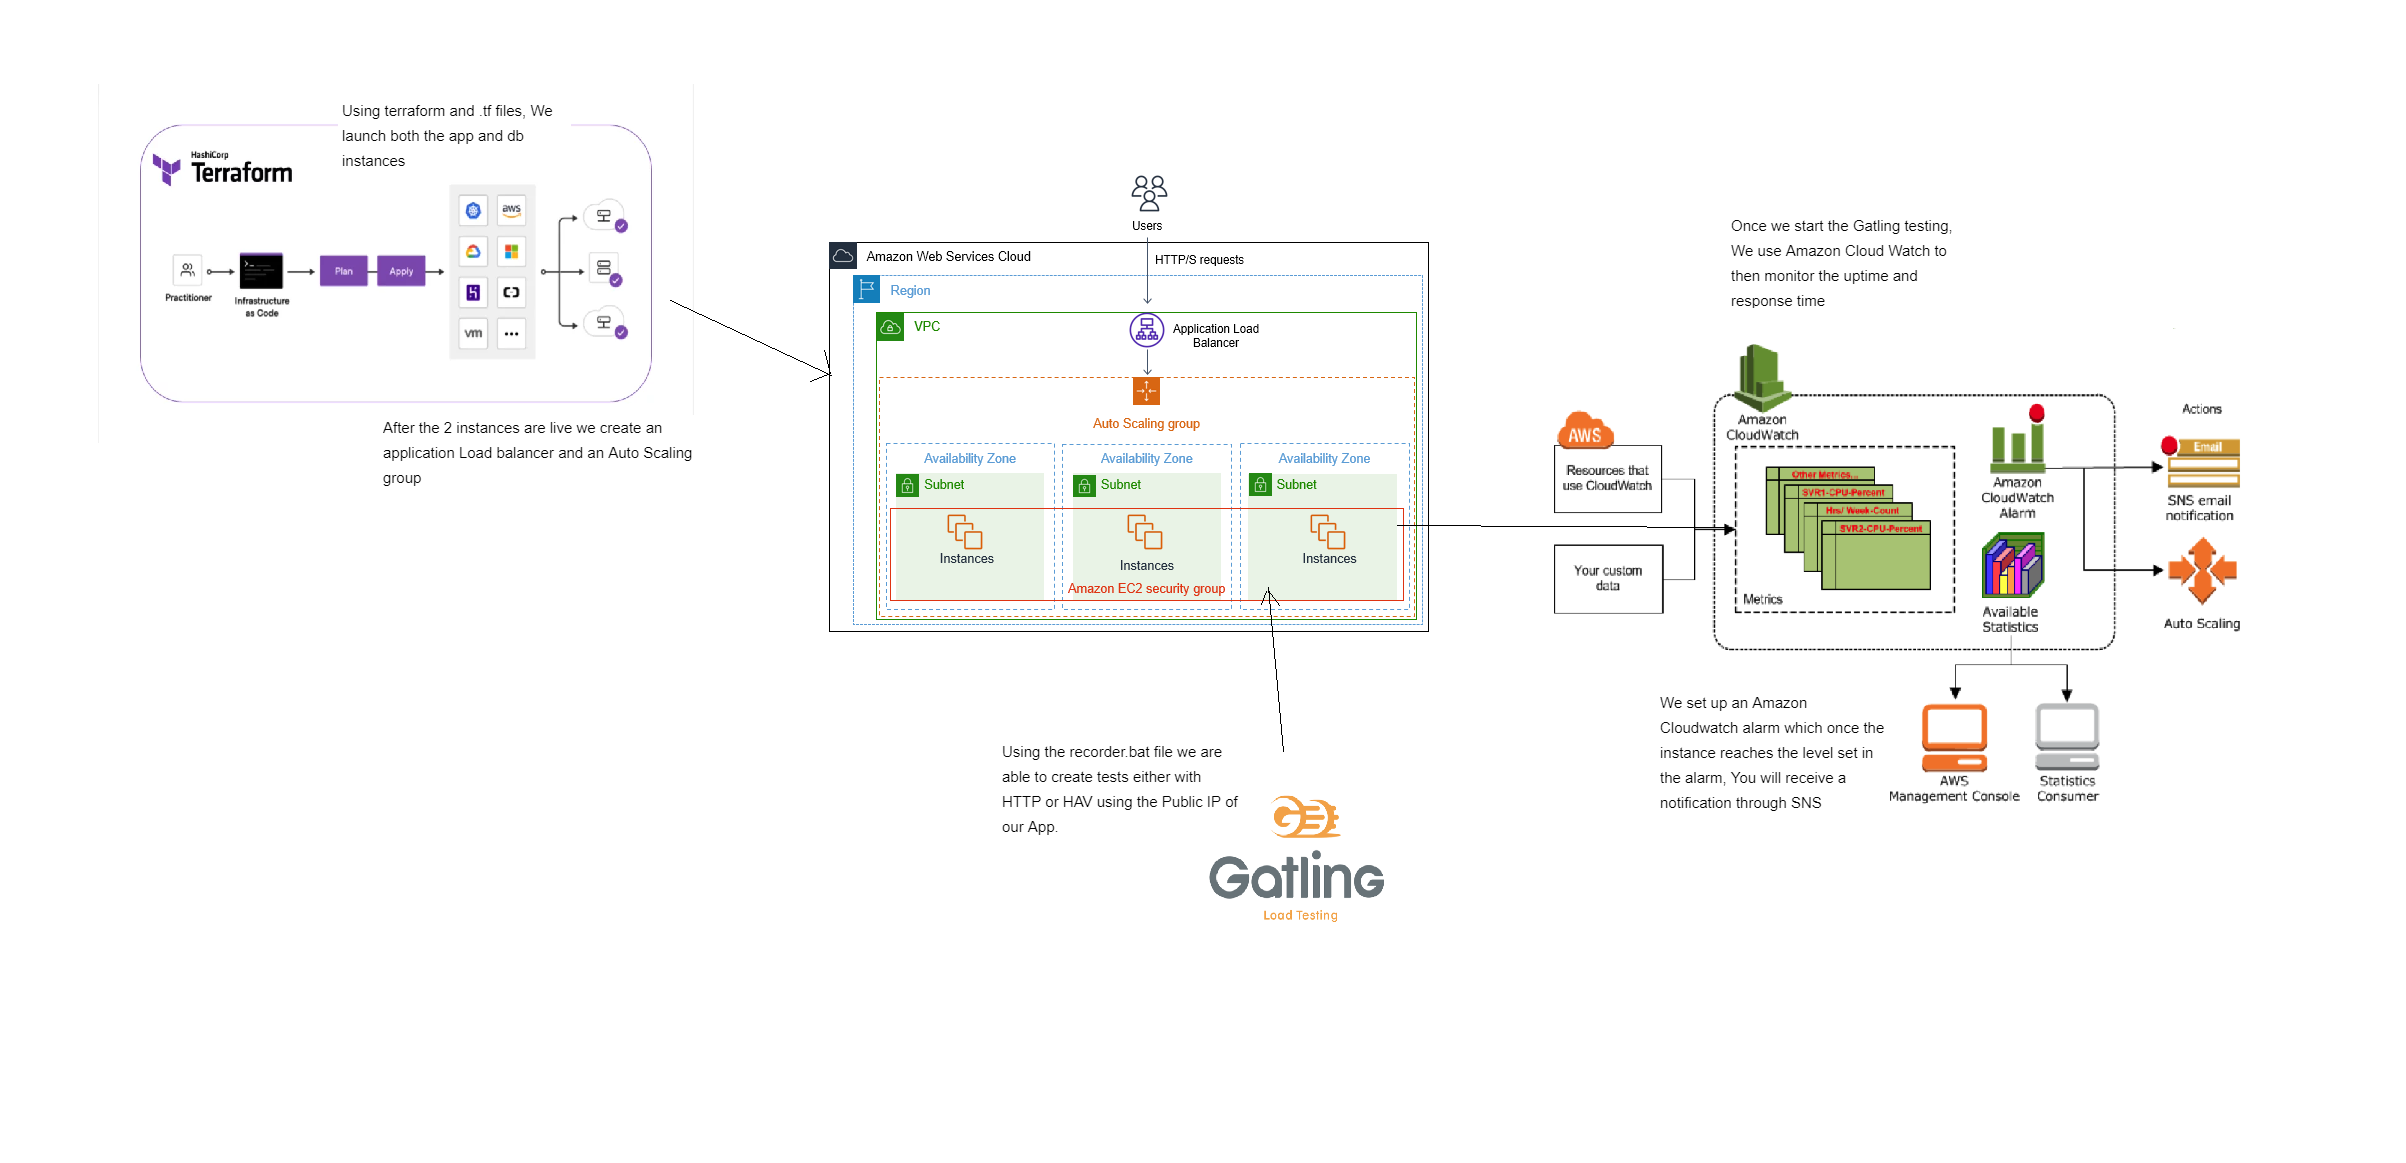 Using terraform and .tf files, We
launch both the app and db
instances
HashiCorp
Terraform
aws
Plan
Apply
Practitioner
Infrastructure
as Code
vm
After the 2 instances are live we create an
application Load balancer and an Auto Scaling
group
Users
Amazon Web Services Cloud
HTTP/S requests
Region
VPC
Application Load
Balancer
Auto Scaling group
Availability Zone
Availability Zone
Availability Zone
Subnet
Subnet
Subnet
Instances
Instances
Instances
Amazon EC2 security group
Using the recorder.bat file we are
able to create tests either with
HTTP or HAV using the Public IP of
our App.
Gatling
Load Testing
Once we start the Gatling testing,
We use Amazon Cloud Watch to
then monitor the uptime and
response time
Amazon
CloudWatch
AWS
Resources that
use CloudWatch
Your custom
data
Other Metrics...
SVR1-CPU-Percent
Hrs/ Week-Count
SVR2-CPU-Percent
Metrics
Amazon
CloudWatch
Alarm
Available
Statistics
Actions
Email
SNS email
notification
Auto Scaling
We set up an Amazon
Cloudwatch alarm which once the
instance reaches the level set in
the alarm, You will receive a
notification through SNS
AWS
Management Console
Statistics
Consumer